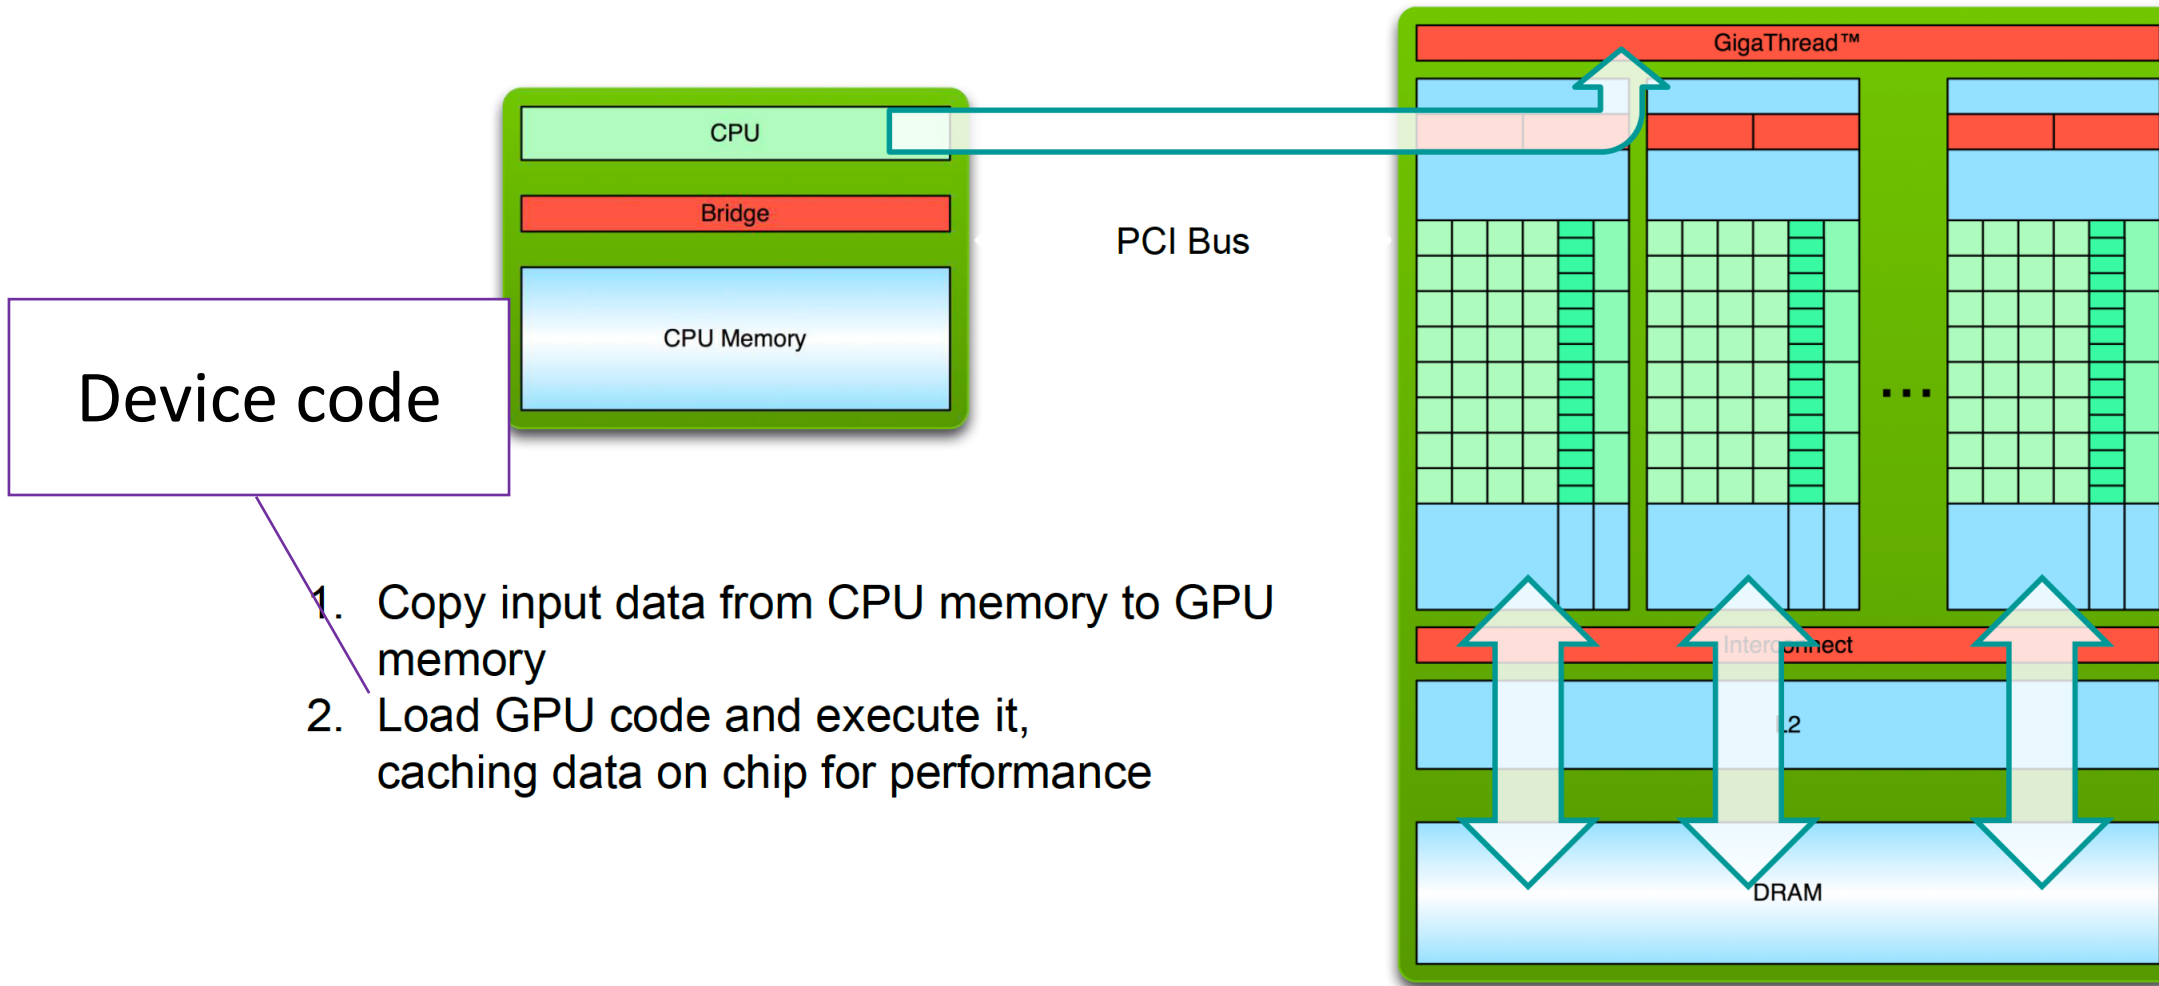 GigaThread™
CPU
Bridge
PCI Bus
CPU Memory
Device code
...
1. Copy input data from CPU memory to GPU
memory
2. Load GPU code and execute it,
caching data on chip for performance
Interconnect
L2
DRAM